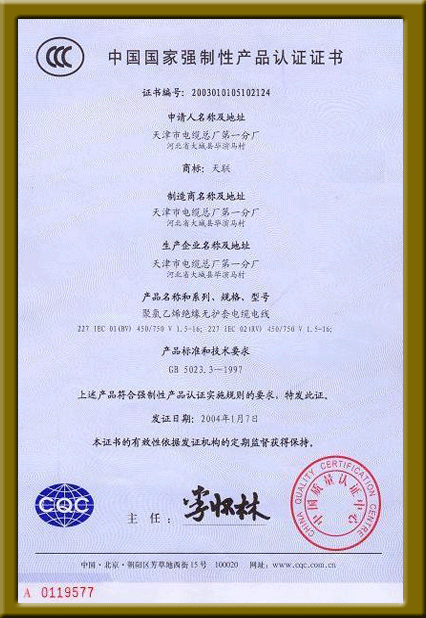 CCC
中国国家强制性产品认证证书
证书编号: 2003010105102124
申请人名称及地址
天津市电缆总厂第一分厂
河北省大城县毕演马村
商标: 天联
制造商名称及地址
天津市电缆总厂第一分厂
河北省大城县毕演马村
生产企业名称及地址
天津市电缆总厂第一分厂
河北省大城县毕演马村
产品名称和系列、规格、型号
聚氯乙烯绝缘无护套电缆电线
227 IEC 01(BV) 450/750 V 1.5-16; 227 IEC 02(RV) 450/750 V 1.5-16;
产品标准和技术要求
GB 5023.3-1997
上述产品符合强制性产品认证实施规则的要求, 特发此证。
发证日期: 2004年1月7日
本证书的有效性依据发证机构的定期监督获得保持。
CQC
主任: 李怀林
CHINA QUALITY CERTIFICATION CENTRE
中国质量认证中心
中国·北京·朝阳区芳草地西街15号 100020 网址: www.cqc.com.cn
A 0119577